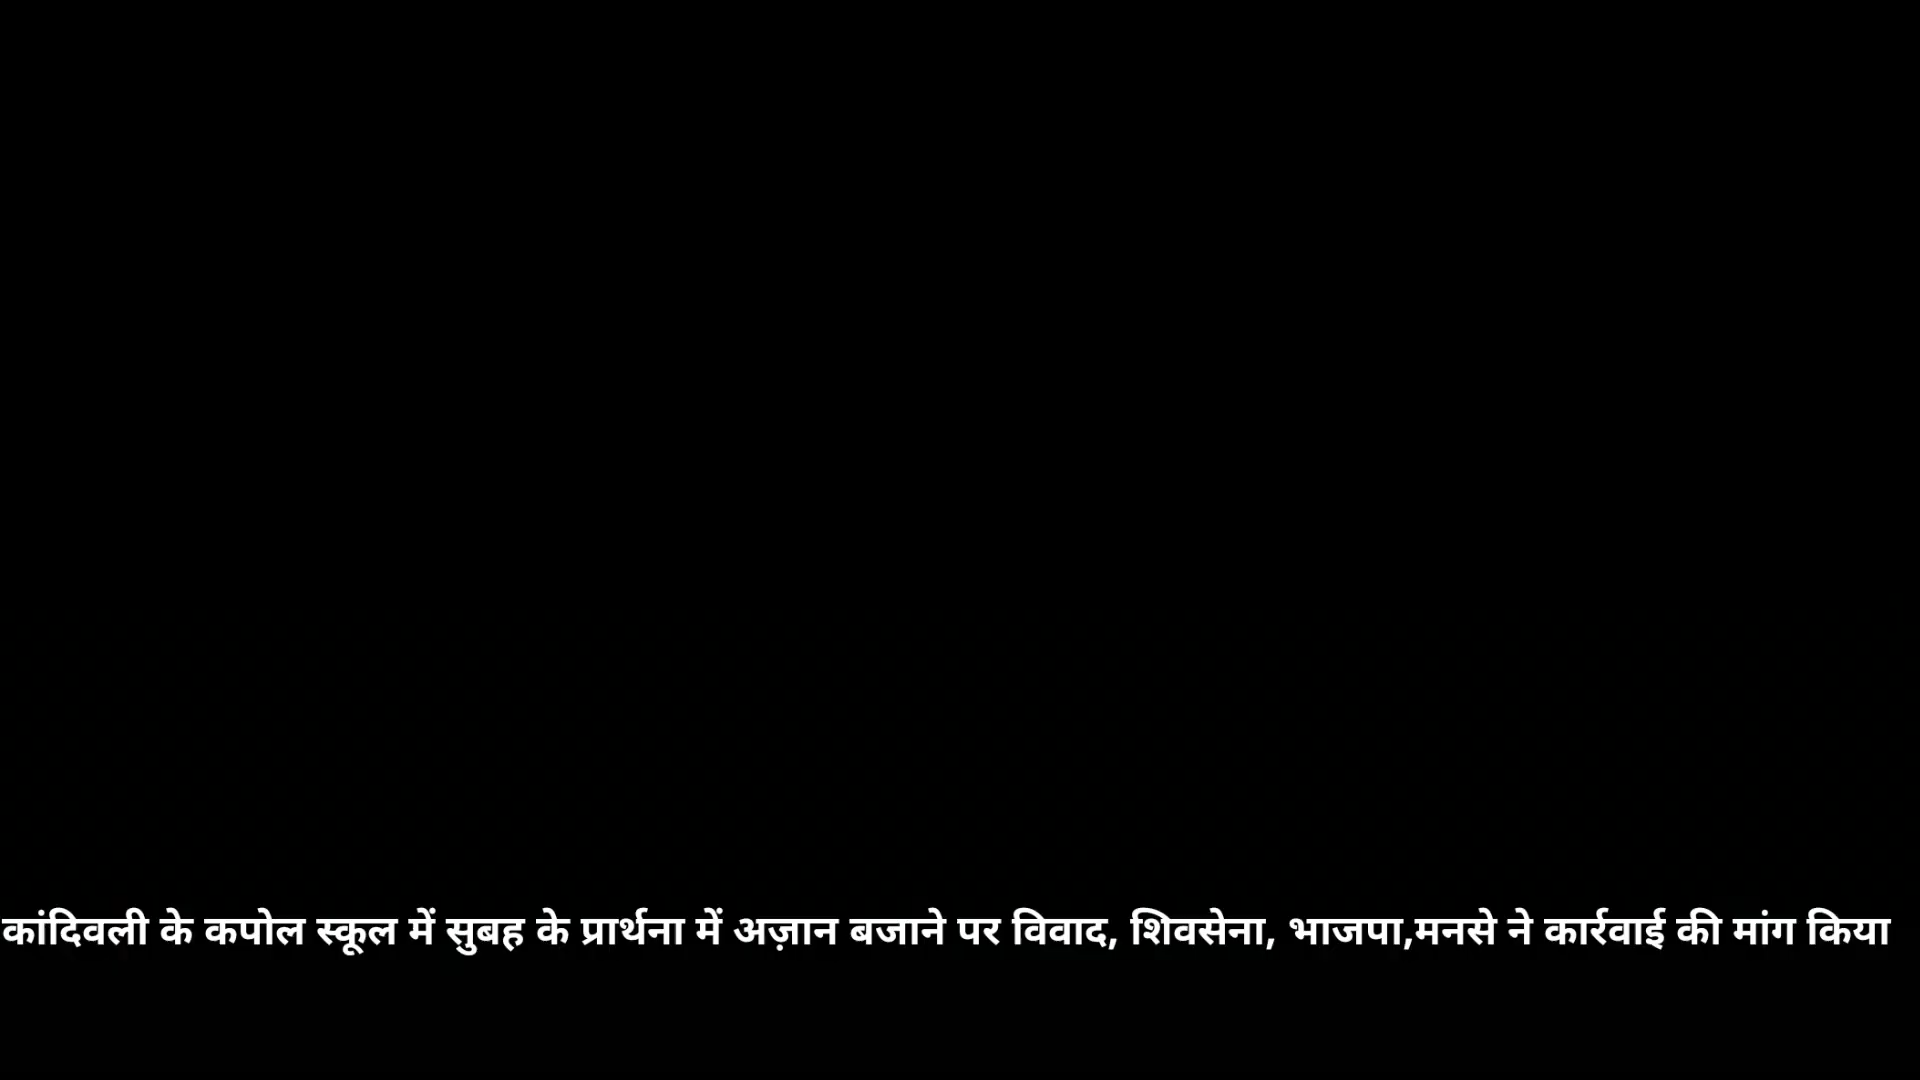 कांदिवली के कपोल स्कूल में सुबह के प्रार्थना में अज़ान बजाने पर विवाद, शिवसेना, भाजपा,मनसे ने कार्रवाई की मांग किया